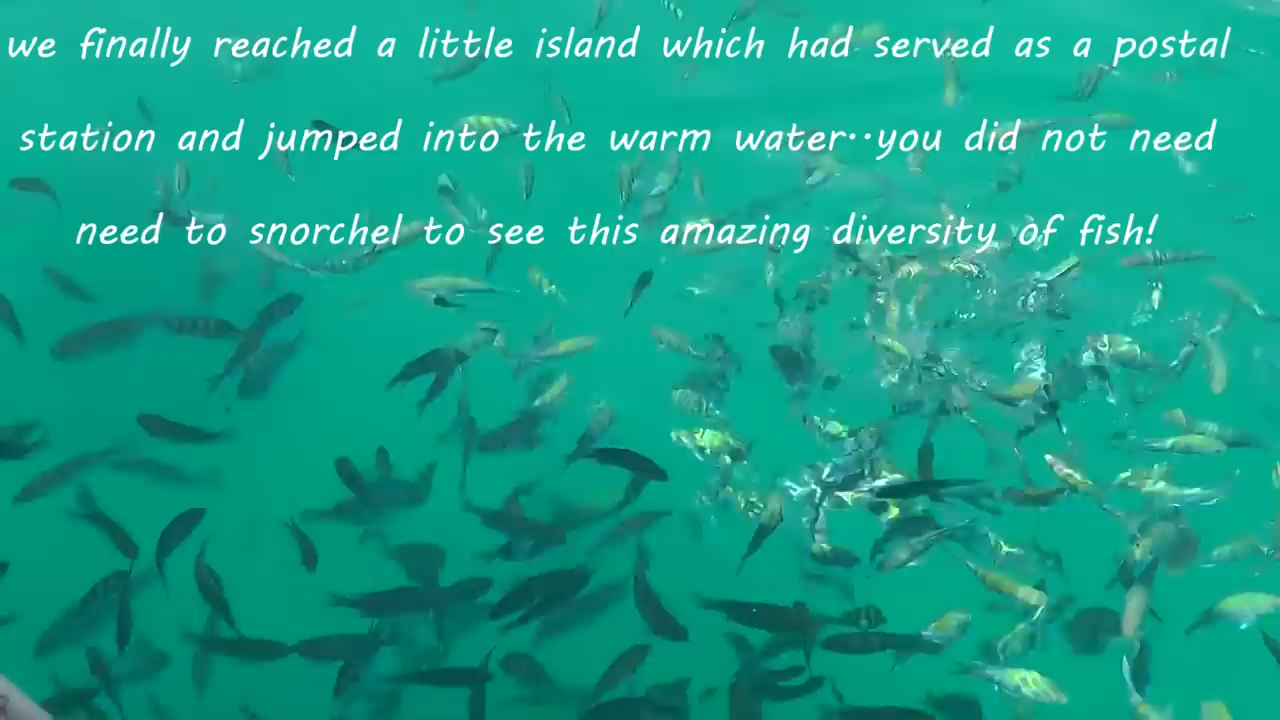 we finally reached a little island which had served as a postal
station and jumped into the warm water··you did not need
need to snorchel to see this amazing diversity of fish!